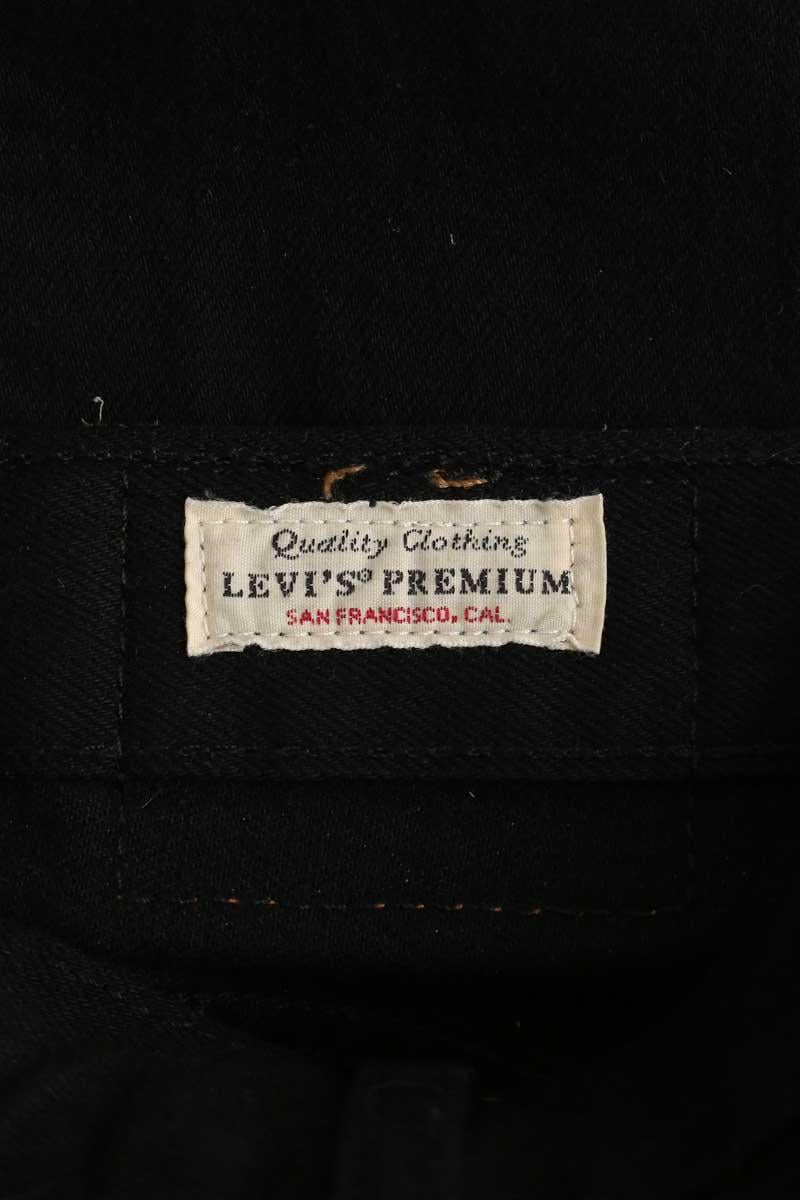 Quality Clothing
LEVI'S® PREMIUM
SAN FRANCISCO, CAL.